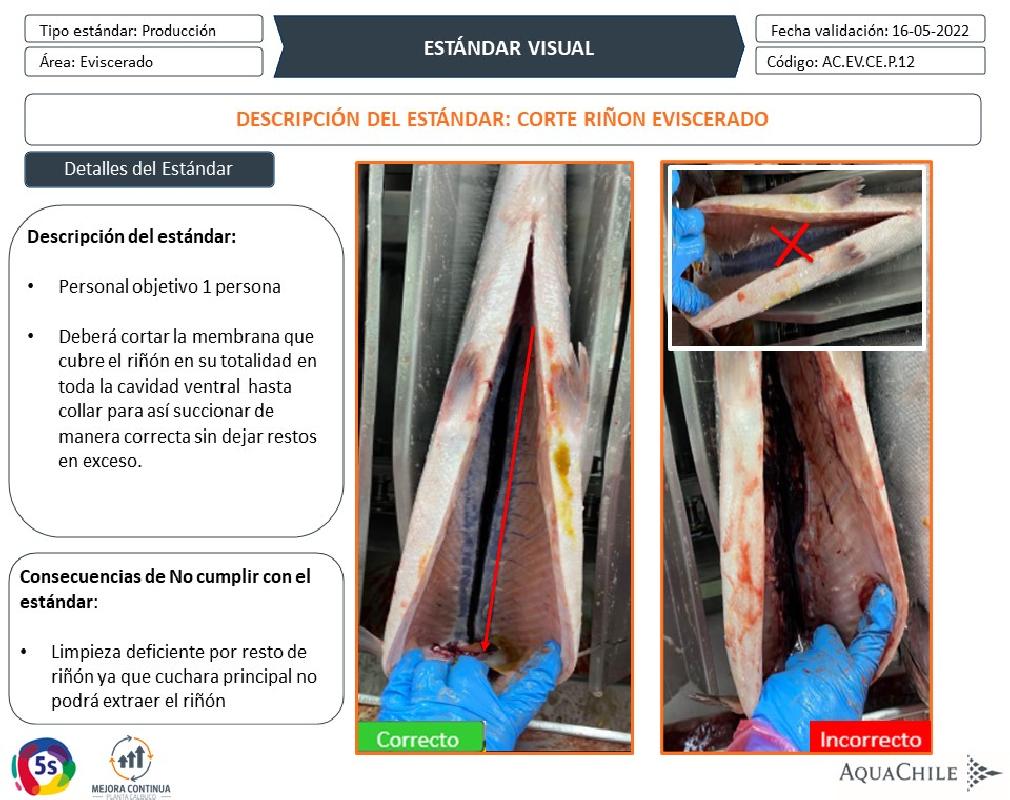 Tipo estándar: Producción
Área: Eviscerado
ESTÁNDAR VISUAL
Fecha validación: 16-05-2022
Código: AC.EV.CE.P.12
DESCRIPCIÓN DEL ESTÁNDAR: CORTE RIÑON EVISCERADO
Detalles del Estándar
Descripción del estándar:
• Personal objetivo 1 persona
• Deberá cortar la membrana que
cubre el riñón en su totalidad en
toda la cavidad ventral hasta
collar para así succionar de
manera correcta sin dejar restos
en exceso.
Consecuencias de No cumplir con el
estándar:
• Limpieza deficiente por resto de
riñón ya que cuchara principal no
podrá extraer el riñón
Correcto
Incorrecto
5s
MEJORA CONTINUA
PLANTA CALBUCO
AQUACHILE